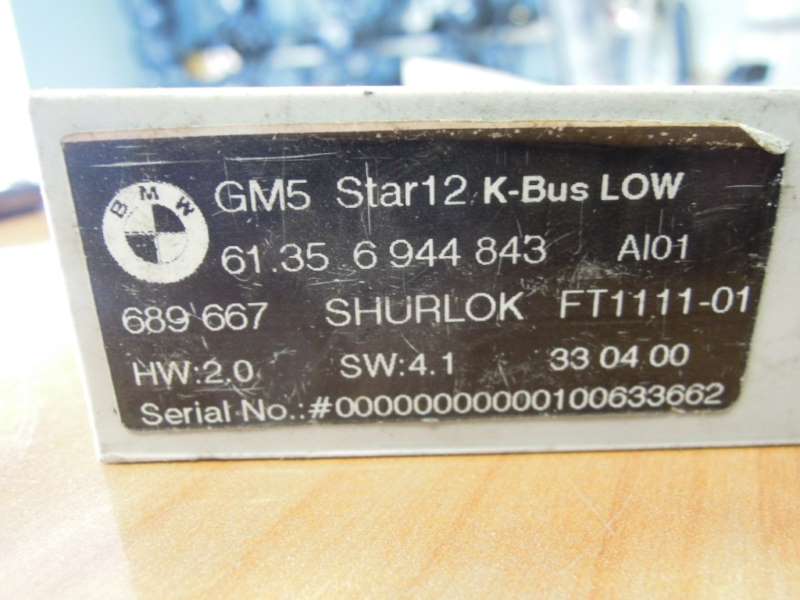 BMW
GM5 Star12 K-Bus LOW
61.35 6 944 843 AI01
689 667 SHURLOK FT1111-01
HW:2.0 SW:4.1 33 04 00
Serial No.:#000000000000100633662